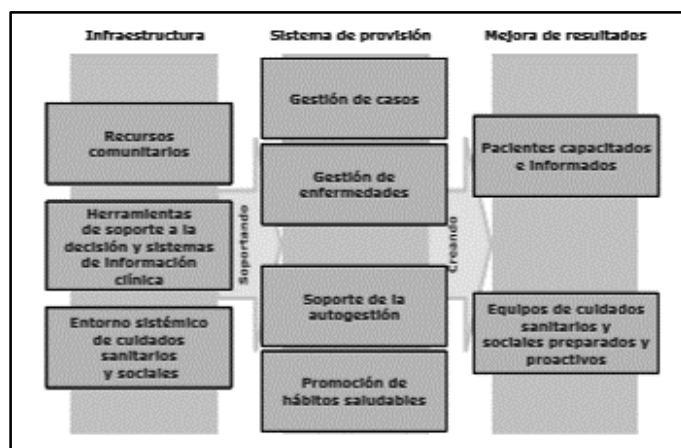 Infraestructura
Sistema de provisión
Mejora de resultados
Recursos
comunitarios
Herramientas
de soporte a la
decisión y sistemas
de información
clínica
Entorno sistémico
de cuidados
sanitarios
y sociales
Soportando
Gestión de casos
Gestión de
enfermedades
Soporte de la
autogestión
Promoción de
hábitos saludables
Creando
Pacientes capacitados
e informados
Equipos de cuidados
sanitarios y
sociales preparados y
proactivos